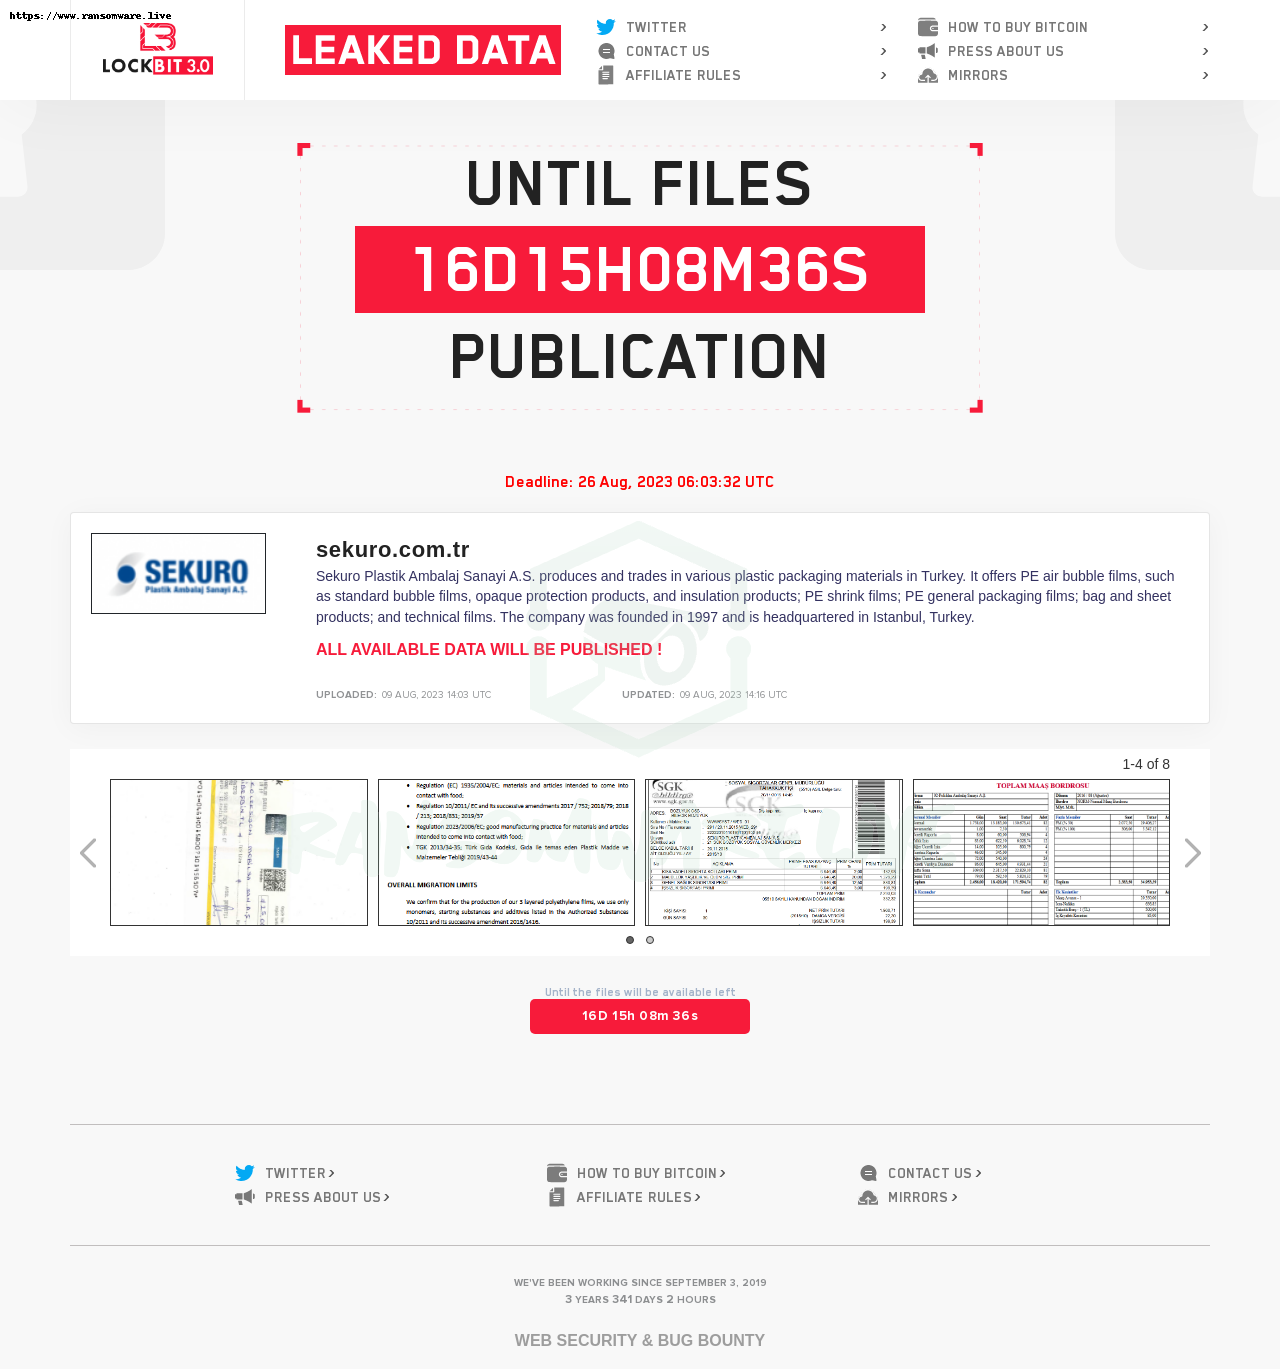 https://www.ransomware.live
LOCKBIT 3.0
LEAKED DATA
TWITTER
CONTACT US
AFFILIATE RULES
HOW TO BUY BITCOIN
PRESS ABOUT US
MIRRORS
UNTIL FILES
16D15H08M36S
PUBLICATION
Deadline: 26 Aug, 2023 06:03:32 UTC
SEKURO
Plastik Ambalaj Sanayi A.Ş.
sekuro.com.tr
Sekuro Plastik Ambalaj Sanayi A.S. produces and trades in various plastic packaging materials in Turkey. It offers PE air bubble films, such
as standard bubble films, opaque protection products, and insulation products; PE shrink films; PE general packaging films; bag and sheet
products; and technical films. The company was founded in 1997 and is headquartered in Istanbul, Turkey.
ALL AVAILABLE DATA WILL BE PUBLISHED !
UPLOADED: 09 AUG, 2023 14:03 UTC
UPDATED: 09 AUG, 2023 14:16 UTC
1-4 of 8
Regulation (EC) 1935/2004/EC; materials and articles intended to come into
contact with food;
Regulation 10/2011/ EC and its successive amendments 2017 / 752; 2018/79; 2018
/ 213; 2018/831; 2019/37
Regulation 2023/2006/EC; good manufacturing practice for materials and articles
intended to come into contact with food;
TGK 2013/34-35; Türk Gıda Kodeksi, Gıda ile temas eden Plastik Madde ve
Malzemeler Tebliği 2019/43-44
OVERALL MIGRATION LIMITS
We confirm that for the production of our 3 layered polyethylene films, we use only
monomers, starting substances and additives listed in the Authorized Substances
10/2011 and its successive amendment 2016/1416.
SGK
TOPLAM MAAŞ BORDROSU
Until the files will be available left
16D 15h 08m 36s
TWITTER
HOW TO BUY BITCOIN
CONTACT US
PRESS ABOUT US
AFFILIATE RULES
MIRRORS
WE'VE BEEN WORKING SINCE SEPTEMBER 3, 2019
3 YEARS 341 DAYS 2 HOURS
WEB SECURITY & BUG BOUNTY